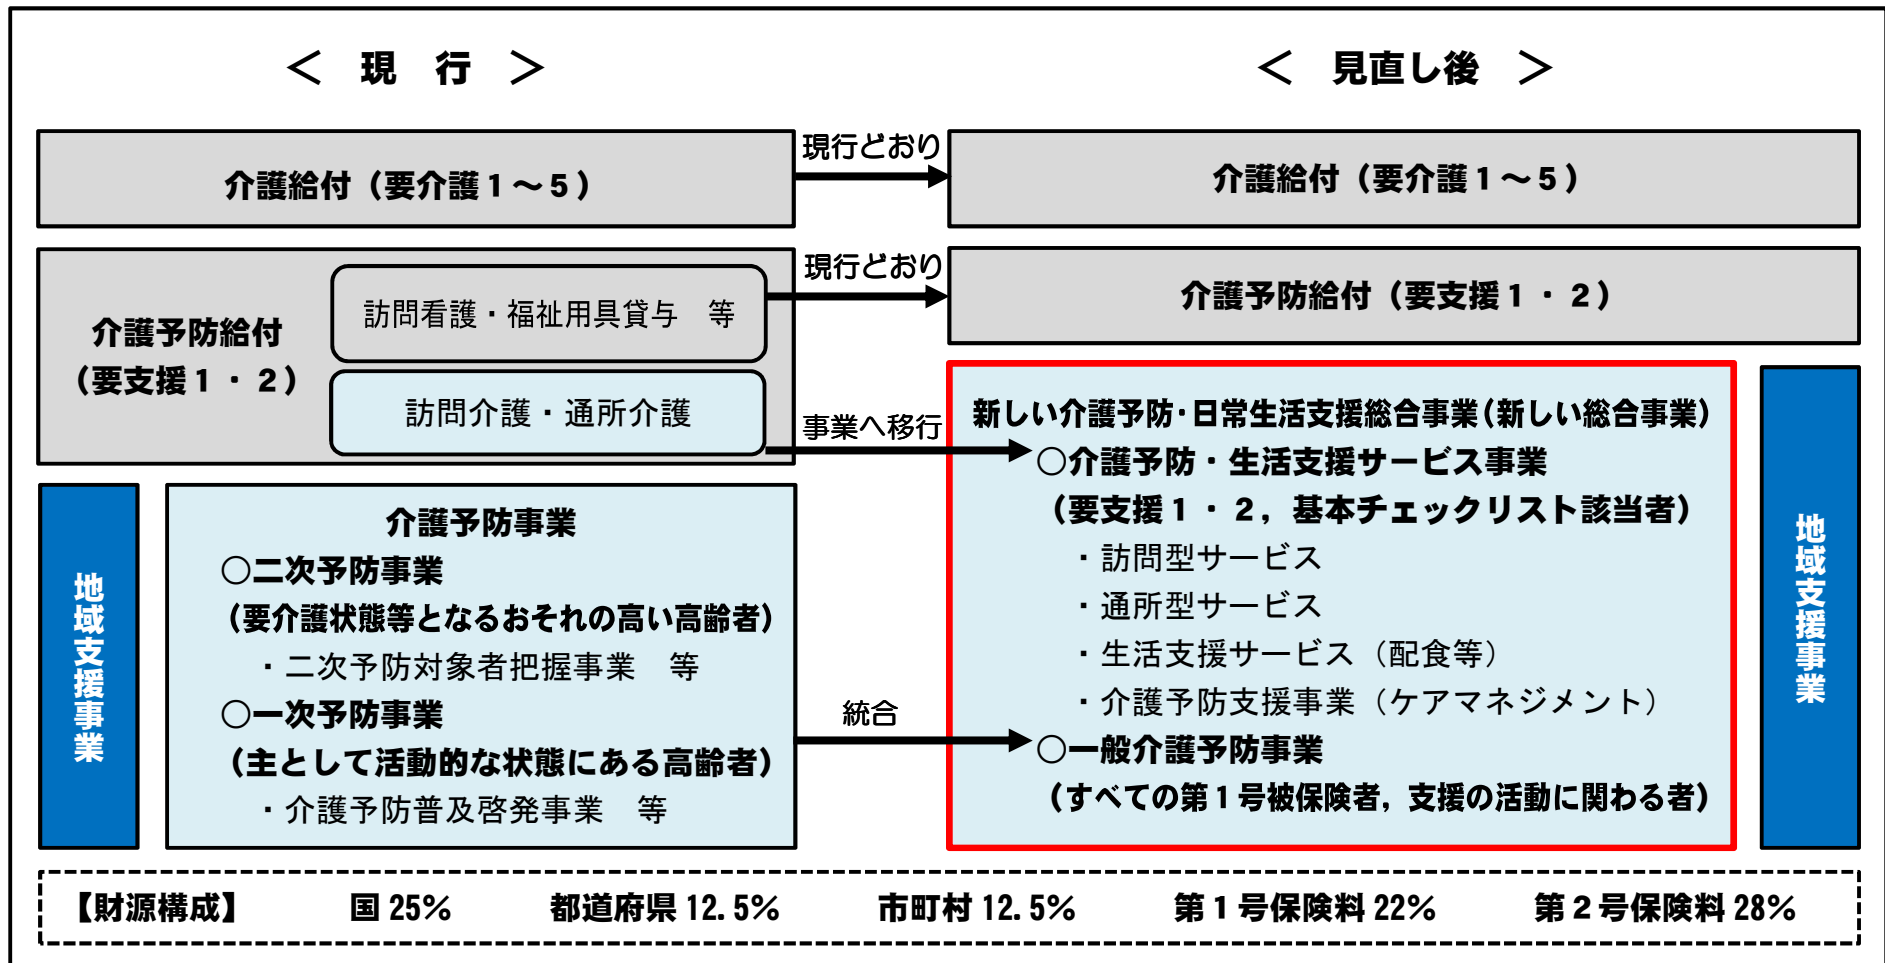 ＜　現　行　＞
＜　見直し後　＞
介護給付（要介護１～５）
現行どおり
介護給付（要介護１～５）
介護予防給付
（要支援１・２）
訪問看護・福祉用具貸与　等
現行どおり
介護予防給付（要支援１・２）
訪問介護・通所介護
事業へ移行
新しい介護予防・日常生活支援総合事業（新しい総合事業）
○介護予防・生活支援サービス事業
（要支援１・２，基本チェックリスト該当者）
・訪問型サービス
・通所型サービス
・生活支援サービス（配食等）
・介護予防支援事業（ケアマネジメント）
○一般介護予防事業
（すべての第１号被保険者，支援の活動に関わる者）
地域支援事業
地域支援事業
介護予防事業
○二次予防事業
（要介護状態等となるおそれの高い高齢者）
・二次予防対象者把握事業　等
○一次予防事業
（主として活動的な状態にある高齢者）
・介護予防普及啓発事業　等
統合
【財源構成】　国 25%　都道府県 12.5%　市町村 12.5%　第１号保険料 22%　第２号保険料 28%